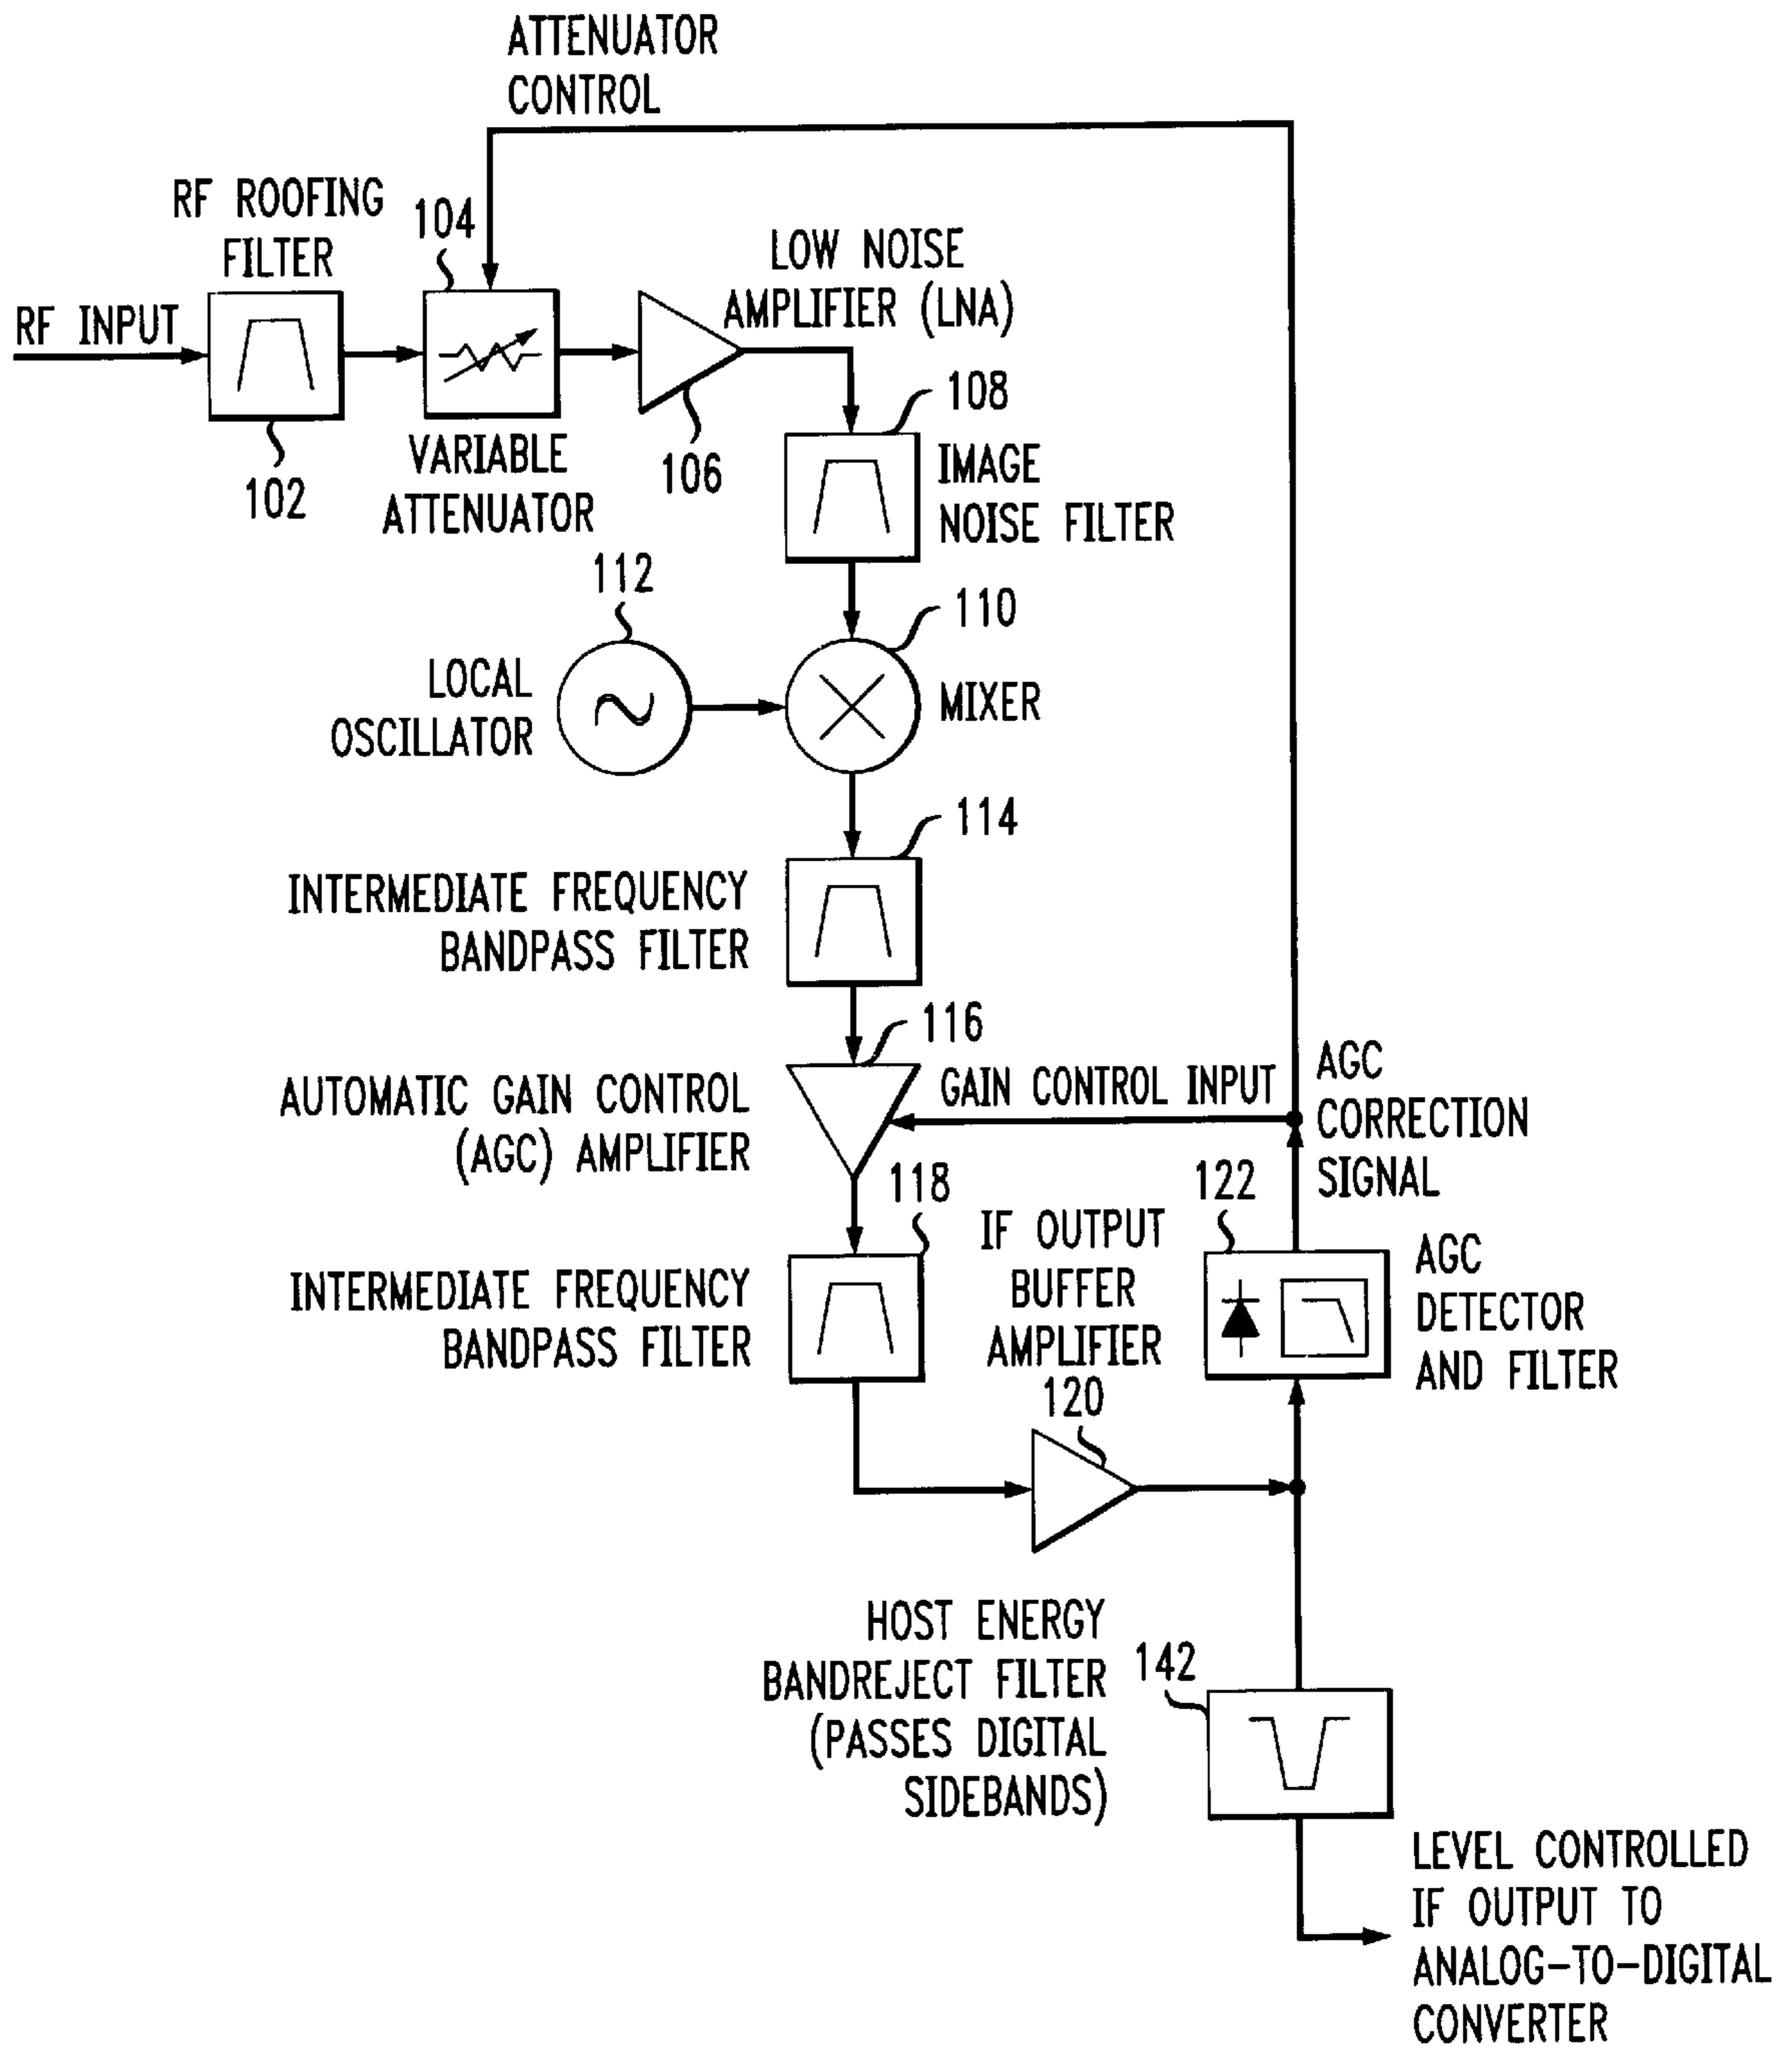 ATTENUATOR
CONTROL
RF ROOFING
FILTER
104
RF INPUT
LOW NOISE
AMPLIFIER (LNA)
102
VARIABLE
ATTENUATOR
106
108
IMAGE
NOISE FILTER
112
110
LOCAL
OSCILLATOR
MIXER
114
INTERMEDIATE FREQUENCY
BANDPASS FILTER
116
AUTOMATIC GAIN CONTROL
(AGC) AMPLIFIER
GAIN CONTROL INPUT
AGC
CORRECTION
SIGNAL
118
122
INTERMEDIATE FREQUENCY
BANDPASS FILTER
IF OUTPUT
BUFFER
AMPLIFIER
120
AGC
DETECTOR
AND FILTER
HOST ENERGY
BANDREJECT FILTER
(PASSES DIGITAL
SIDEBANDS)
142
LEVEL CONTROLLED
IF OUTPUT TO
ANALOG-TO-DIGITAL
CONVERTER